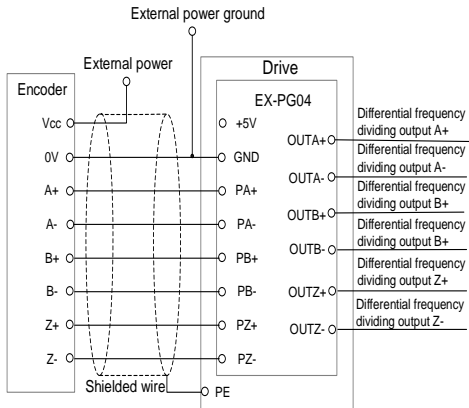 External power ground
External power
Drive
Encoder
EX-PG04
Vcc
+5V
OUTA+
Differential frequency
dividing output A+
0V
GND
OUTA-
Differential frequency
dividing output A-
A+
PA+
OUTB+
Differential frequency
dividing output B+
A-
PA-
OUTB-
Differential frequency
dividing output B+
B+
PB+
OUTZ+
Differential frequency
dividing output Z+
B-
PB-
OUTZ-
Differential frequency
dividing output Z-
Z+
PZ+
Z-
PZ-
Shielded wire
PE